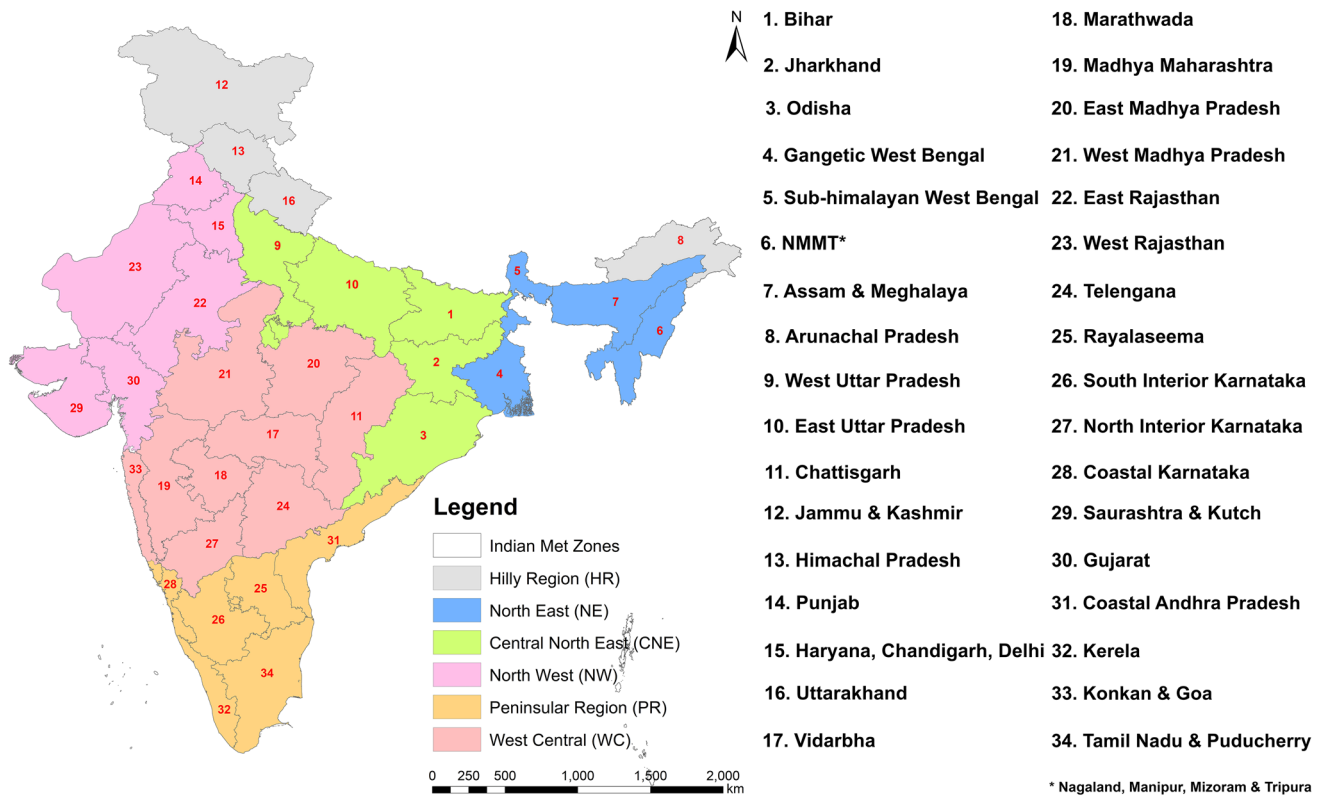 N
1. Bihar
2. Jharkhand
3. Odisha
4. Gangetic West Bengal
5. Sub-himalayan West Bengal
6. NMMT*
7. Assam & Meghalaya
8. Arunachal Pradesh
9. West Uttar Pradesh
10. East Uttar Pradesh
11. Chattisgarh
12. Jammu & Kashmir
13. Himachal Pradesh
14. Punjab
15. Haryana, Chandigarh, Delhi
16. Uttarakhand
17. Vidarbha
18. Marathwada
19. Madhya Maharashtra
20. East Madhya Pradesh
21. West Madhya Pradesh
22. East Rajasthan
23. West Rajasthan
24. Telengana
25. Rayalaseema
26. South Interior Karnataka
27. North Interior Karnataka
28. Coastal Karnataka
29. Saurashtra & Kutch
30. Gujarat
31. Coastal Andhra Pradesh
32. Kerela
33. Konkan & Goa
34. Tamil Nadu & Puducherry
* Nagaland, Manipur, Mizoram & Tripura
12
13
14
16
15
8
9
23
5
10
22
7
1
6
20
2
21
4
30
29
11
17
3
33
18
19
24
31
27
28
25
26
34
32
Legend
Indian Met Zones
Hilly Region (HR)
North East (NE)
Central North East (CNE)
North West (NW)
Peninsular Region (PR)
West Central (WC)
0 250 500 1,000 1,500 2,000
km